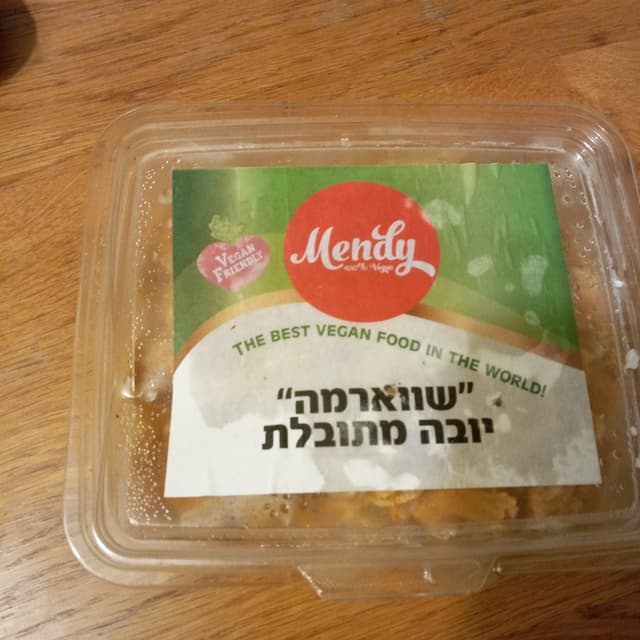 Mendy
100% Vegan
VEGAN
FRIENDLY
THE BEST VEGAN FOOD IN THE WORLD!
"שווארמה"
יובה מתובלת